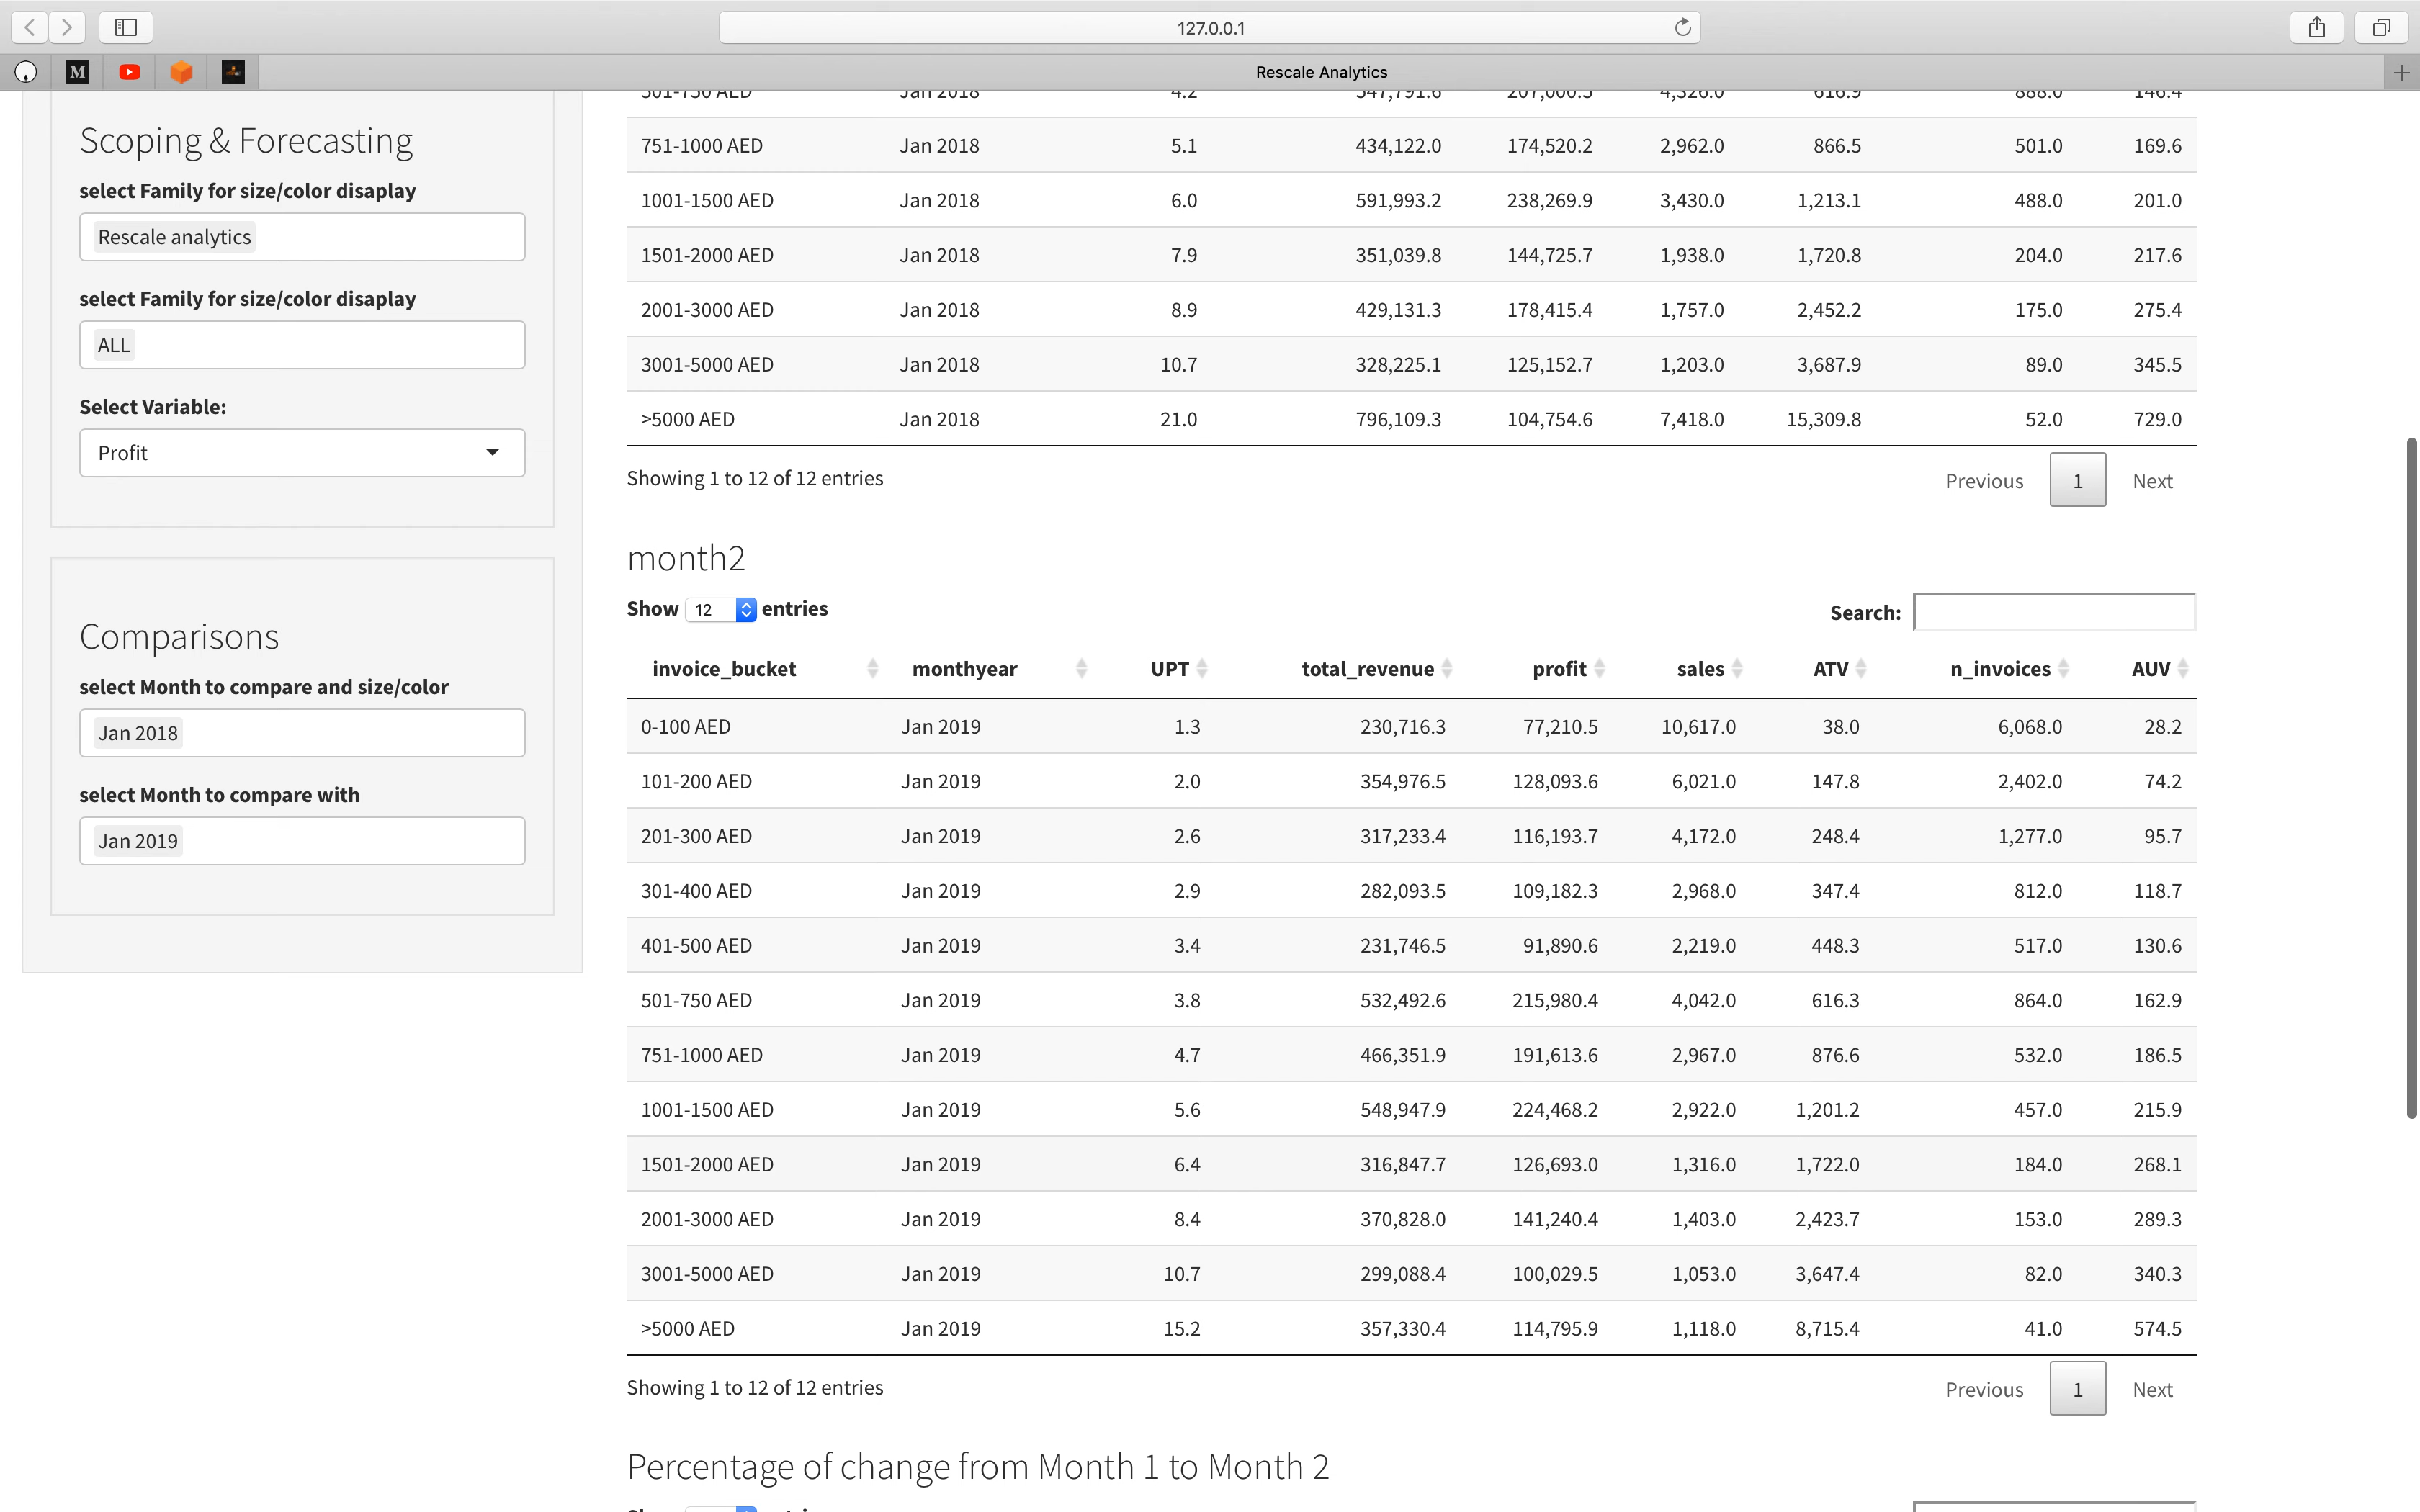 127.0.0.1
M
Rescale Analytics
Scoping & Forecasting
select Family for size/color disaplay
Rescale analytics
select Family for size/color disaplay
ALL
Select Variable:
Profit
Comparisons
select Month to compare and size/color
Jan 2018
select Month to compare with
Jan 2019
501-750 AED Jan 2018 4.2 547,791.6 207,000.5 4,326.0 616.9 888.0 146.4
751-1000 AED Jan 2018 5.1 434,122.0 174,520.2 2,962.0 866.5 501.0 169.6
1001-1500 AED Jan 2018 6.0 591,993.2 238,269.9 3,430.0 1,213.1 488.0 201.0
1501-2000 AED Jan 2018 7.9 351,039.8 144,725.7 1,938.0 1,720.8 204.0 217.6
2001-3000 AED Jan 2018 8.9 429,131.3 178,415.4 1,757.0 2,452.2 175.0 275.4
3001-5000 AED Jan 2018 10.7 328,225.1 125,152.7 1,203.0 3,687.9 89.0 345.5
>5000 AED Jan 2018 21.0 796,109.3 104,754.6 7,418.0 15,309.8 52.0 729.0
Showing 1 to 12 of 12 entries
Previous 1 Next
month2
Show 12 entries
Search:
invoice_bucket monthyear UPT total_revenue profit sales ATV n_invoices AUV
0-100 AED Jan 2019 1.3 230,716.3 77,210.5 10,617.0 38.0 6,068.0 28.2
101-200 AED Jan 2019 2.0 354,976.5 128,093.6 6,021.0 147.8 2,402.0 74.2
201-300 AED Jan 2019 2.6 317,233.4 116,193.7 4,172.0 248.4 1,277.0 95.7
301-400 AED Jan 2019 2.9 282,093.5 109,182.3 2,968.0 347.4 812.0 118.7
401-500 AED Jan 2019 3.4 231,746.5 91,890.6 2,219.0 448.3 517.0 130.6
501-750 AED Jan 2019 3.8 532,492.6 215,980.4 4,042.0 616.3 864.0 162.9
751-1000 AED Jan 2019 4.7 466,351.9 191,613.6 2,967.0 876.6 532.0 186.5
1001-1500 AED Jan 2019 5.6 548,947.9 224,468.2 2,922.0 1,201.2 457.0 215.9
1501-2000 AED Jan 2019 6.4 316,847.7 126,693.0 1,316.0 1,722.0 184.0 268.1
2001-3000 AED Jan 2019 8.4 370,828.0 141,240.4 1,403.0 2,423.7 153.0 289.3
3001-5000 AED Jan 2019 10.7 299,088.4 100,029.5 1,053.0 3,647.4 82.0 340.3
>5000 AED Jan 2019 15.2 357,330.4 114,795.9 1,118.0 8,715.4 41.0 574.5
Showing 1 to 12 of 12 entries
Previous 1 Next
Percentage of change from Month 1 to Month 2